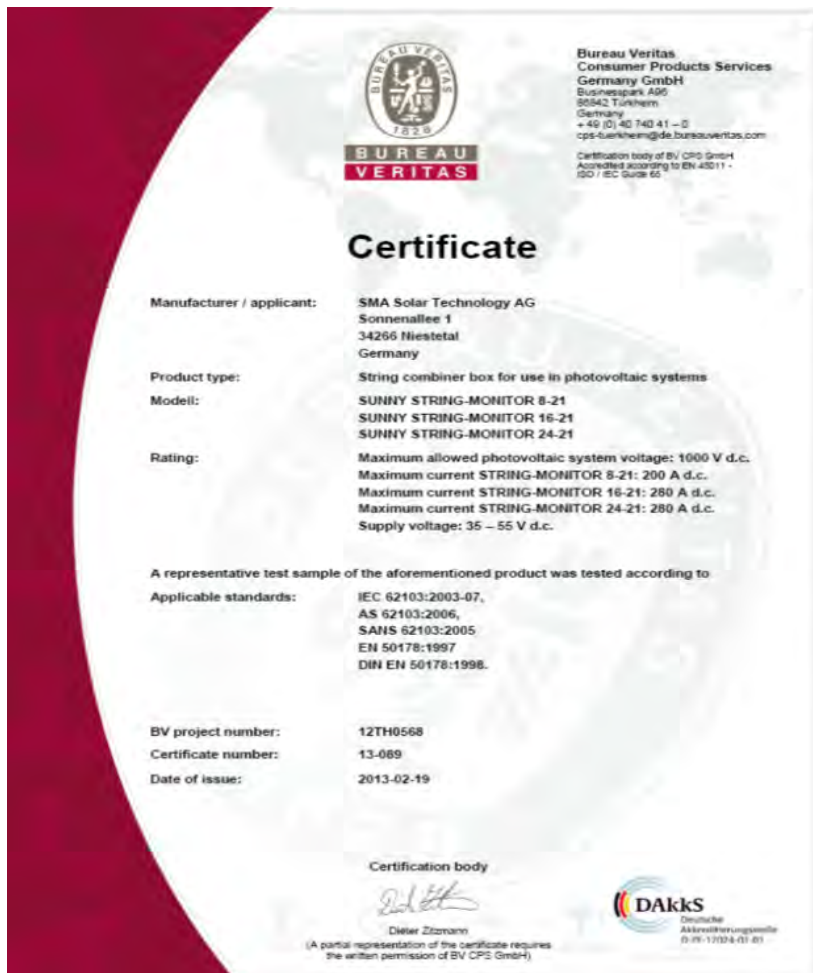 BUREAU VERITAS
1828
BUREAU
VERITAS
Bureau Veritas
Consumer Products Services
Germany GmbH
Businesspark A96
86842 Türkheim
Germany
+ 49 (0) 40 740 41 – 0
cps-tuerkheim@de.bureauveritas.com
Certification body of BV CPS GmbH
Accredited according to EN 45011 -
ISO / IEC Guide 65
Certificate
Manufacturer / applicant: SMA Solar Technology AG
Sonnenallee 1
34266 Niestetal
Germany
Product type: String combiner box for use in photovoltaic systems
Modell: SUNNY STRING-MONITOR 8-21
SUNNY STRING-MONITOR 16-21
SUNNY STRING-MONITOR 24-21
Rating: Maximum allowed photovoltaic system voltage: 1000 V d.c.
Maximum current STRING-MONITOR 8-21: 200 A d.c.
Maximum current STRING-MONITOR 16-21: 280 A d.c.
Maximum current STRING-MONITOR 24-21: 280 A d.c.
Supply voltage: 35 – 55 V d.c.
A representative test sample of the aforementioned product was tested according to
Applicable standards: IEC 62103:2003-07,
AS 62103:2006,
SANS 62103:2005
EN 50178:1997
DIN EN 50178:1998.
BV project number: 12TH0568
Certificate number: 13-089
Date of issue: 2013-02-19
Certification body
Dieter Zitzmann
(A partial representation of the certificate requires
the written permission of BV CPS GmbH)
DAkkS
Deutsche
Akkreditierungsstelle
D-ZE-12024-01-01